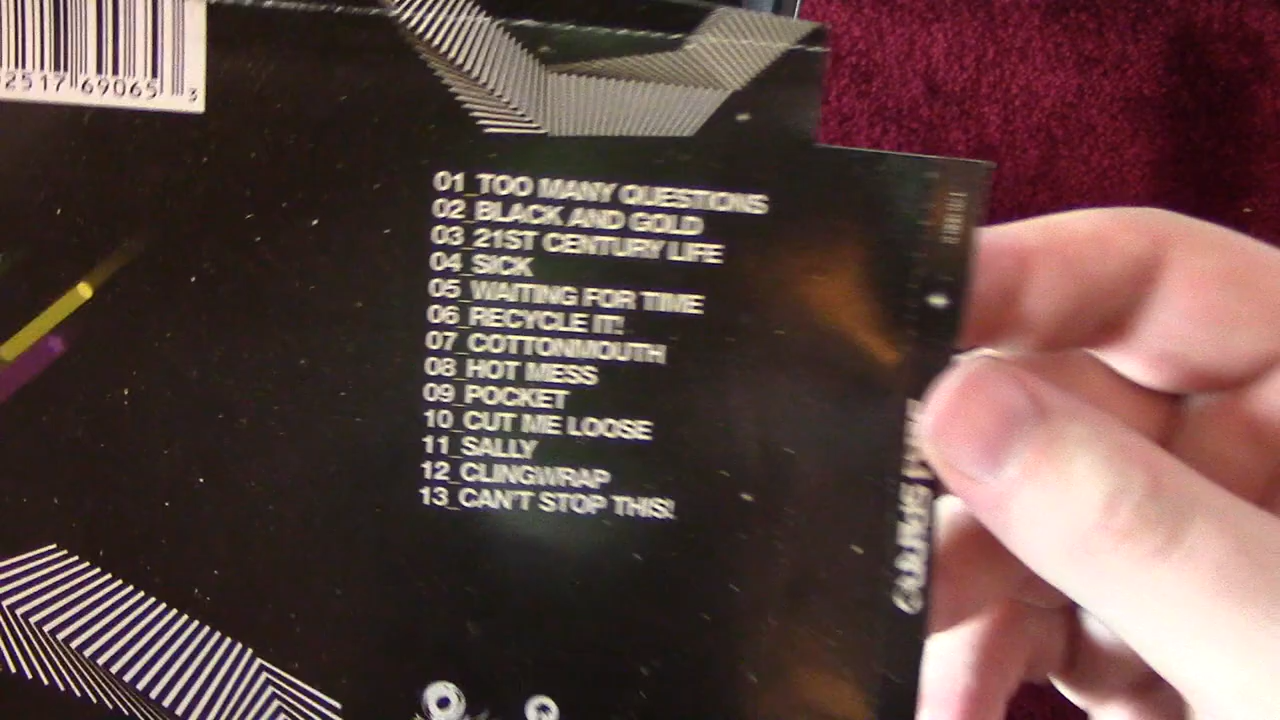 2517 69065 3
01_TOO MANY QUESTIONS
02_BLACK AND GOLD
03_21ST CENTURY LIFE
04_SICK
05_WAITING FOR TIME
06_RECYCLE IT!
07_COTTONMOUTH
08_HOT MESS
09_POCKET
10_CUT ME LOOSE
11_SALLY
12_CLINGWRAP
13_CAN'T STOP THIS!